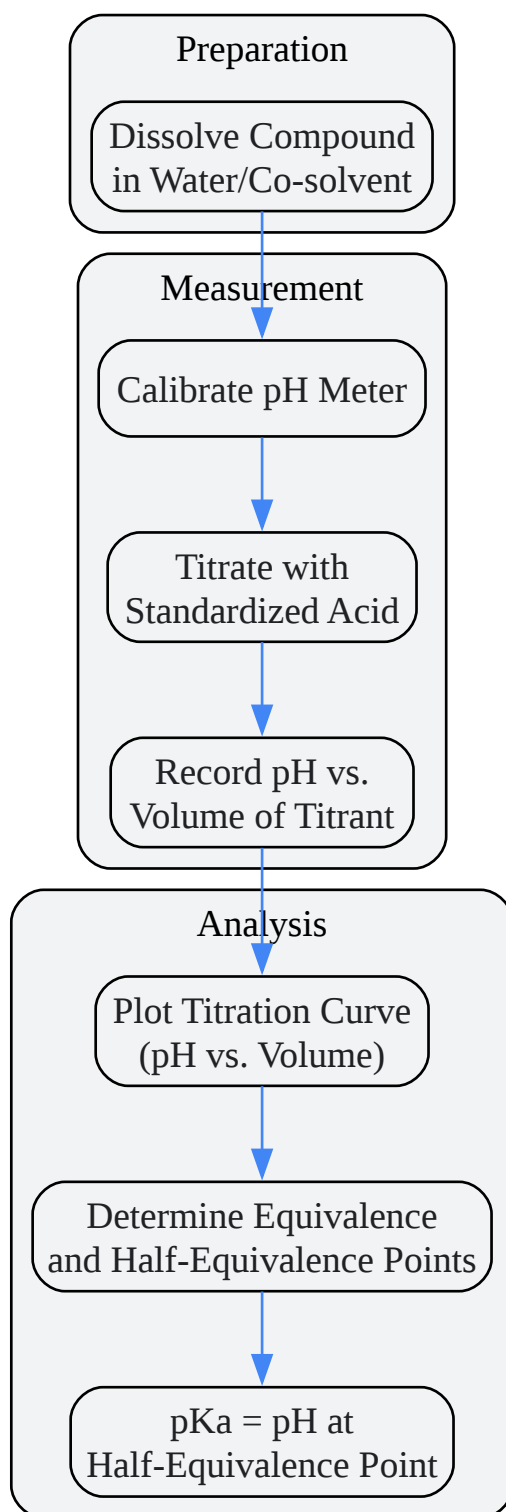 Preparation
Dissolve Compound
in Water/Co-solvent
Measurement
Calibrate pH Meter
Titrate with
Standardized Acid
Record pH vs.
Volume of Titrant
Analysis
Plot Titration Curve
(pH vs. Volume)
Determine Equivalence
and Half-Equivalence Points
pKa = pH at
Half-Equivalence Point